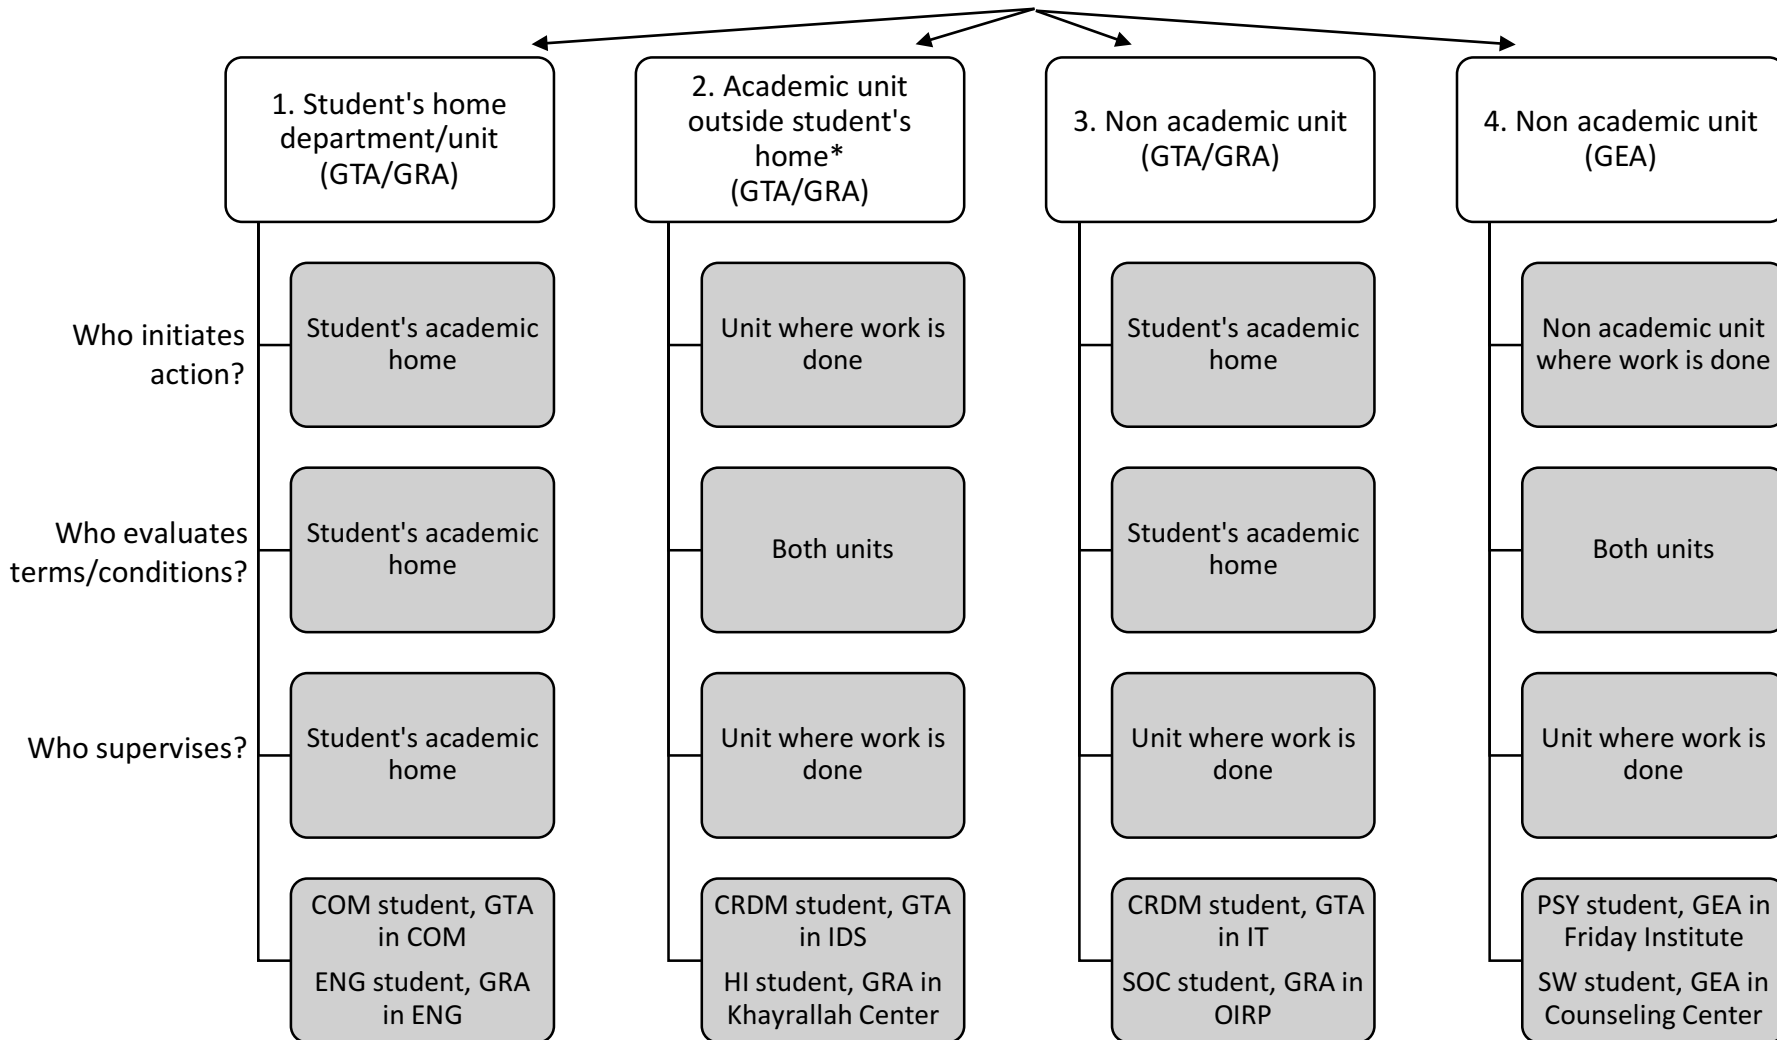 1. Student's home
department/unit
(GTA/GRA)
2. Academic unit
outside student's
home*
(GTA/GRA)
3. Non academic unit
(GTA/GRA)
4. Non academic unit
(GEA)
Who initiates
action?
Student's academic
home
Unit where work is
done
Student's academic
home
Non academic unit
where work is done
Who evaluates
terms/conditions?
Student's academic
home
Both units
Student's academic
home
Both units
Who supervises?
Student's academic
home
Unit where work is
done
Unit where work is
done
Unit where work is
done
COM student, GTA
in COM
ENG student, GRA
in ENG
CRDM student, GTA
in IDS
HI student, GRA in
Khayrallah Center
CRDM student, GTA
in IT
SOC student, GRA in
OIRP
PSY student, GEA in
Friday Institute
SW student, GEA in
Counseling Center